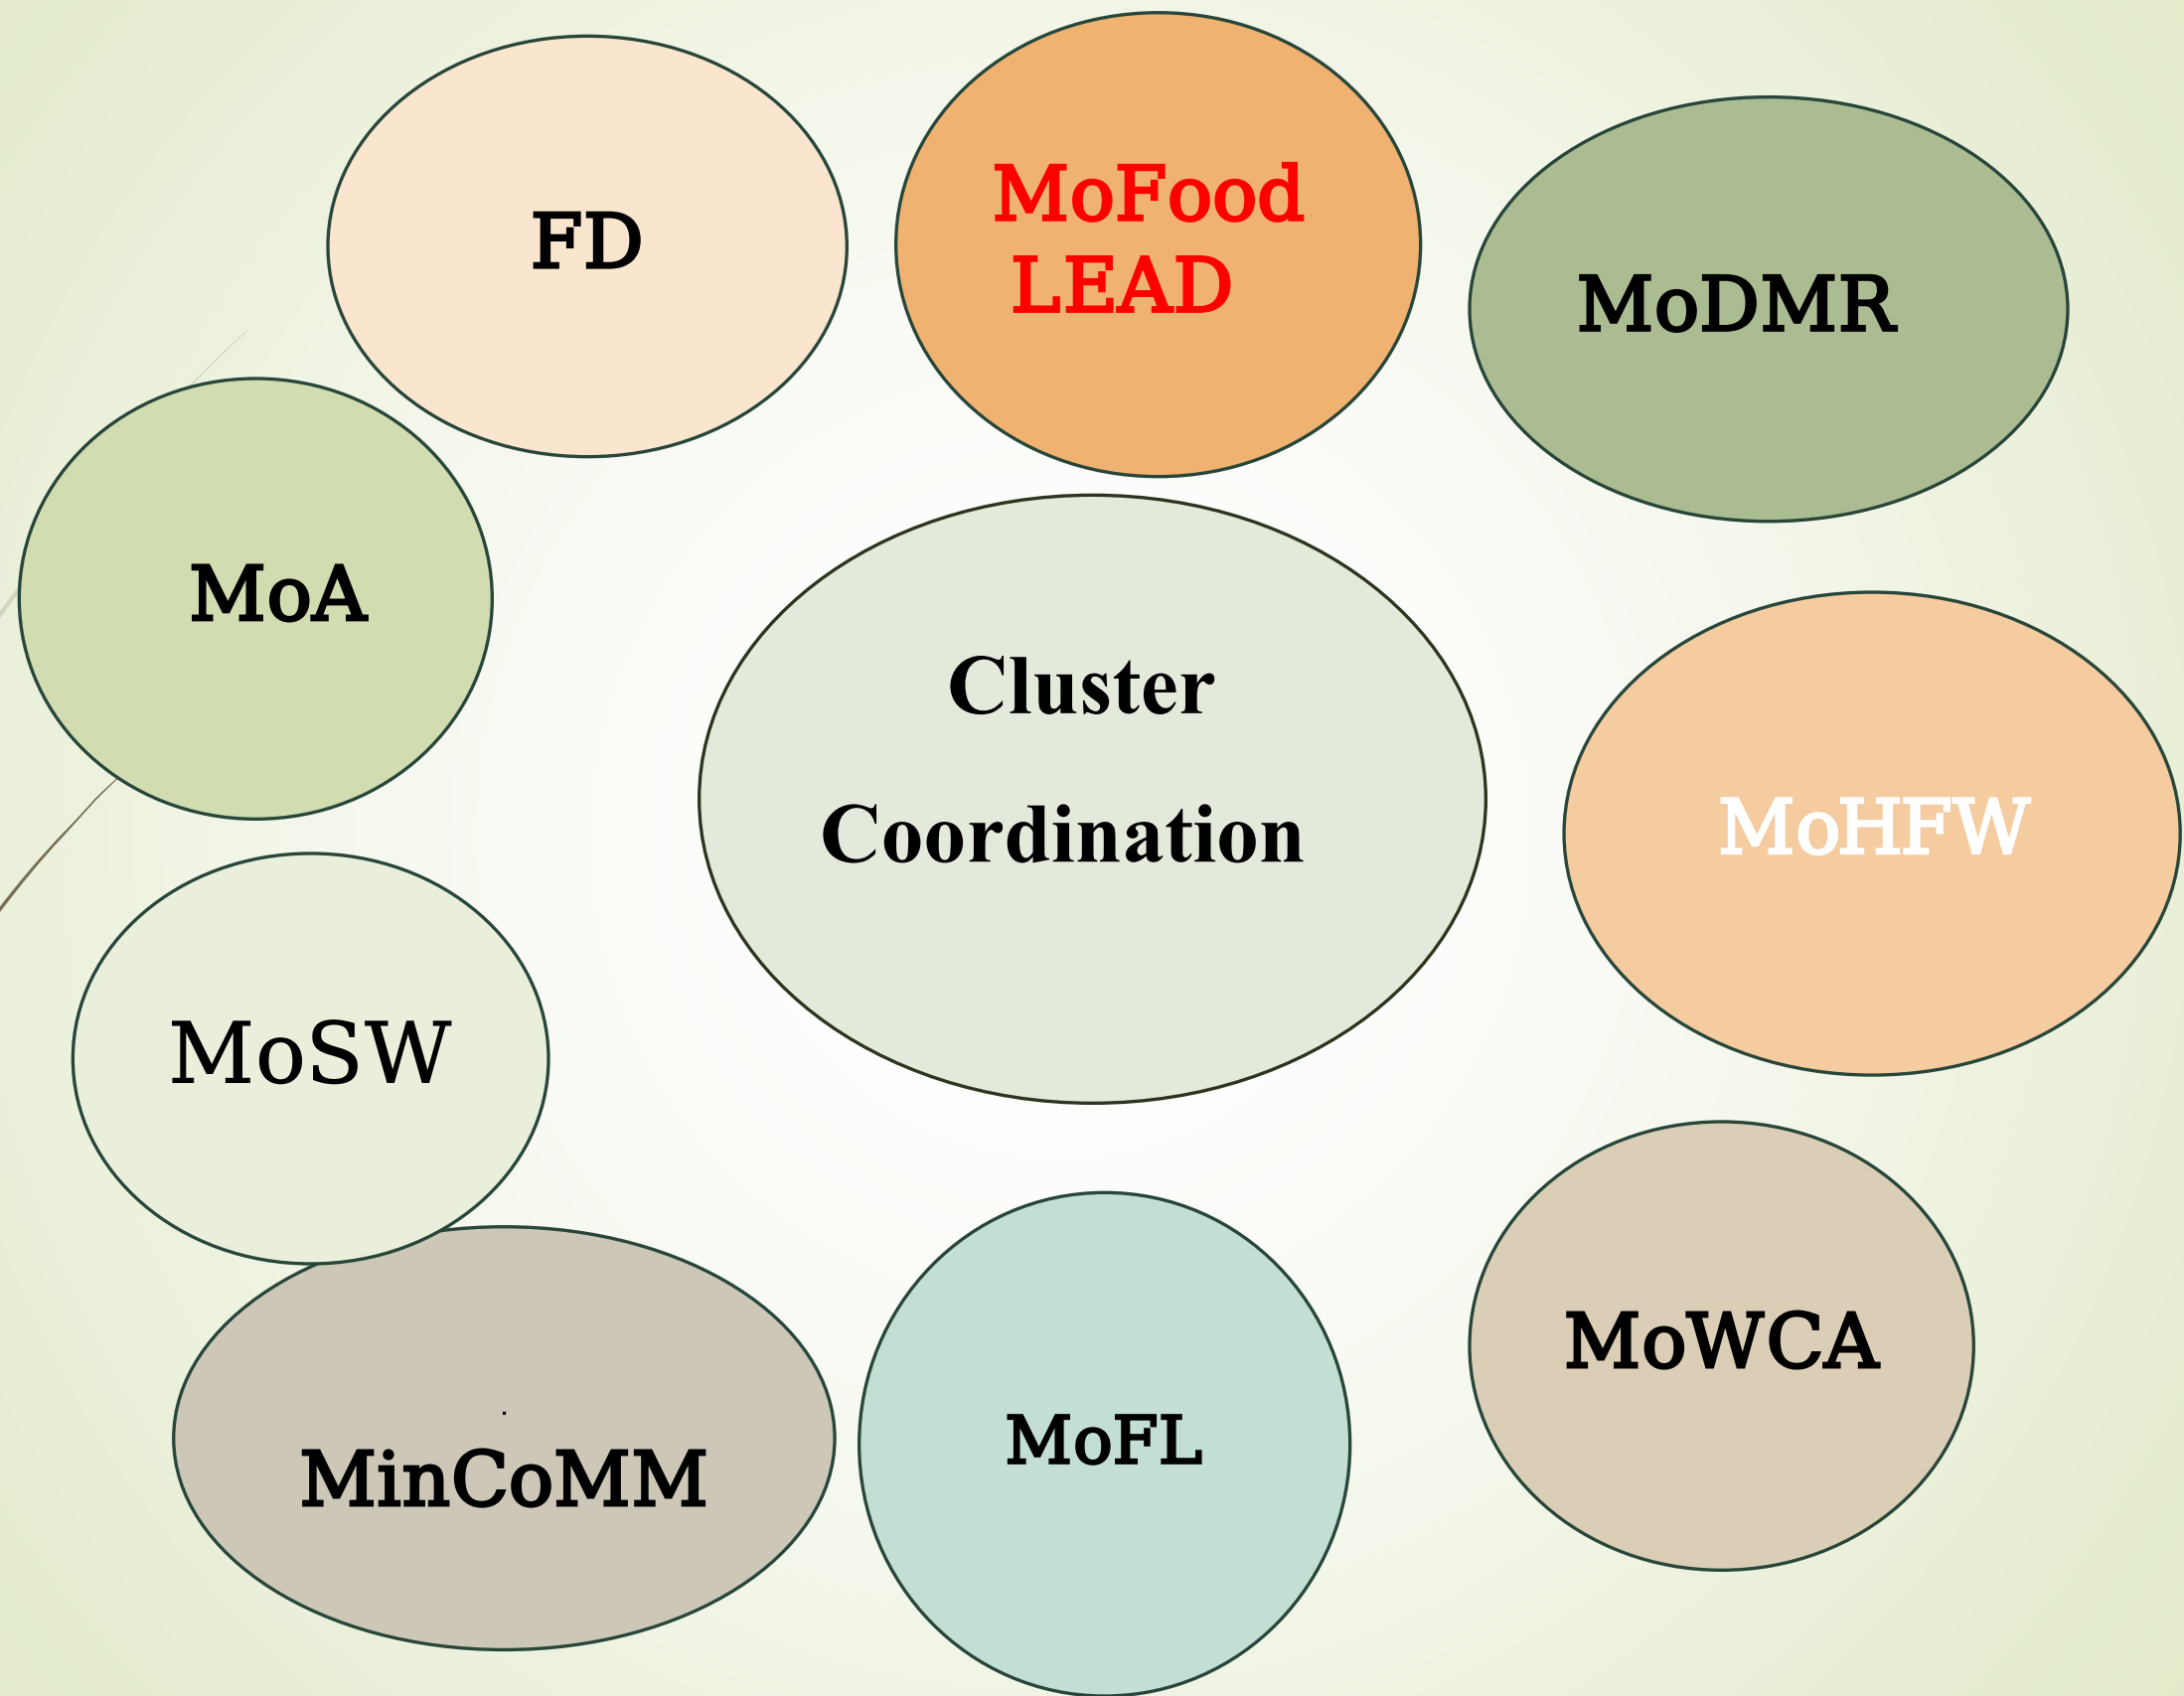 FD
MoFood
LEAD
MoDMR
MoA
Cluster
Coordination
MoHFW
MoSW
MoWCA
.
MinCoMM
MoFL